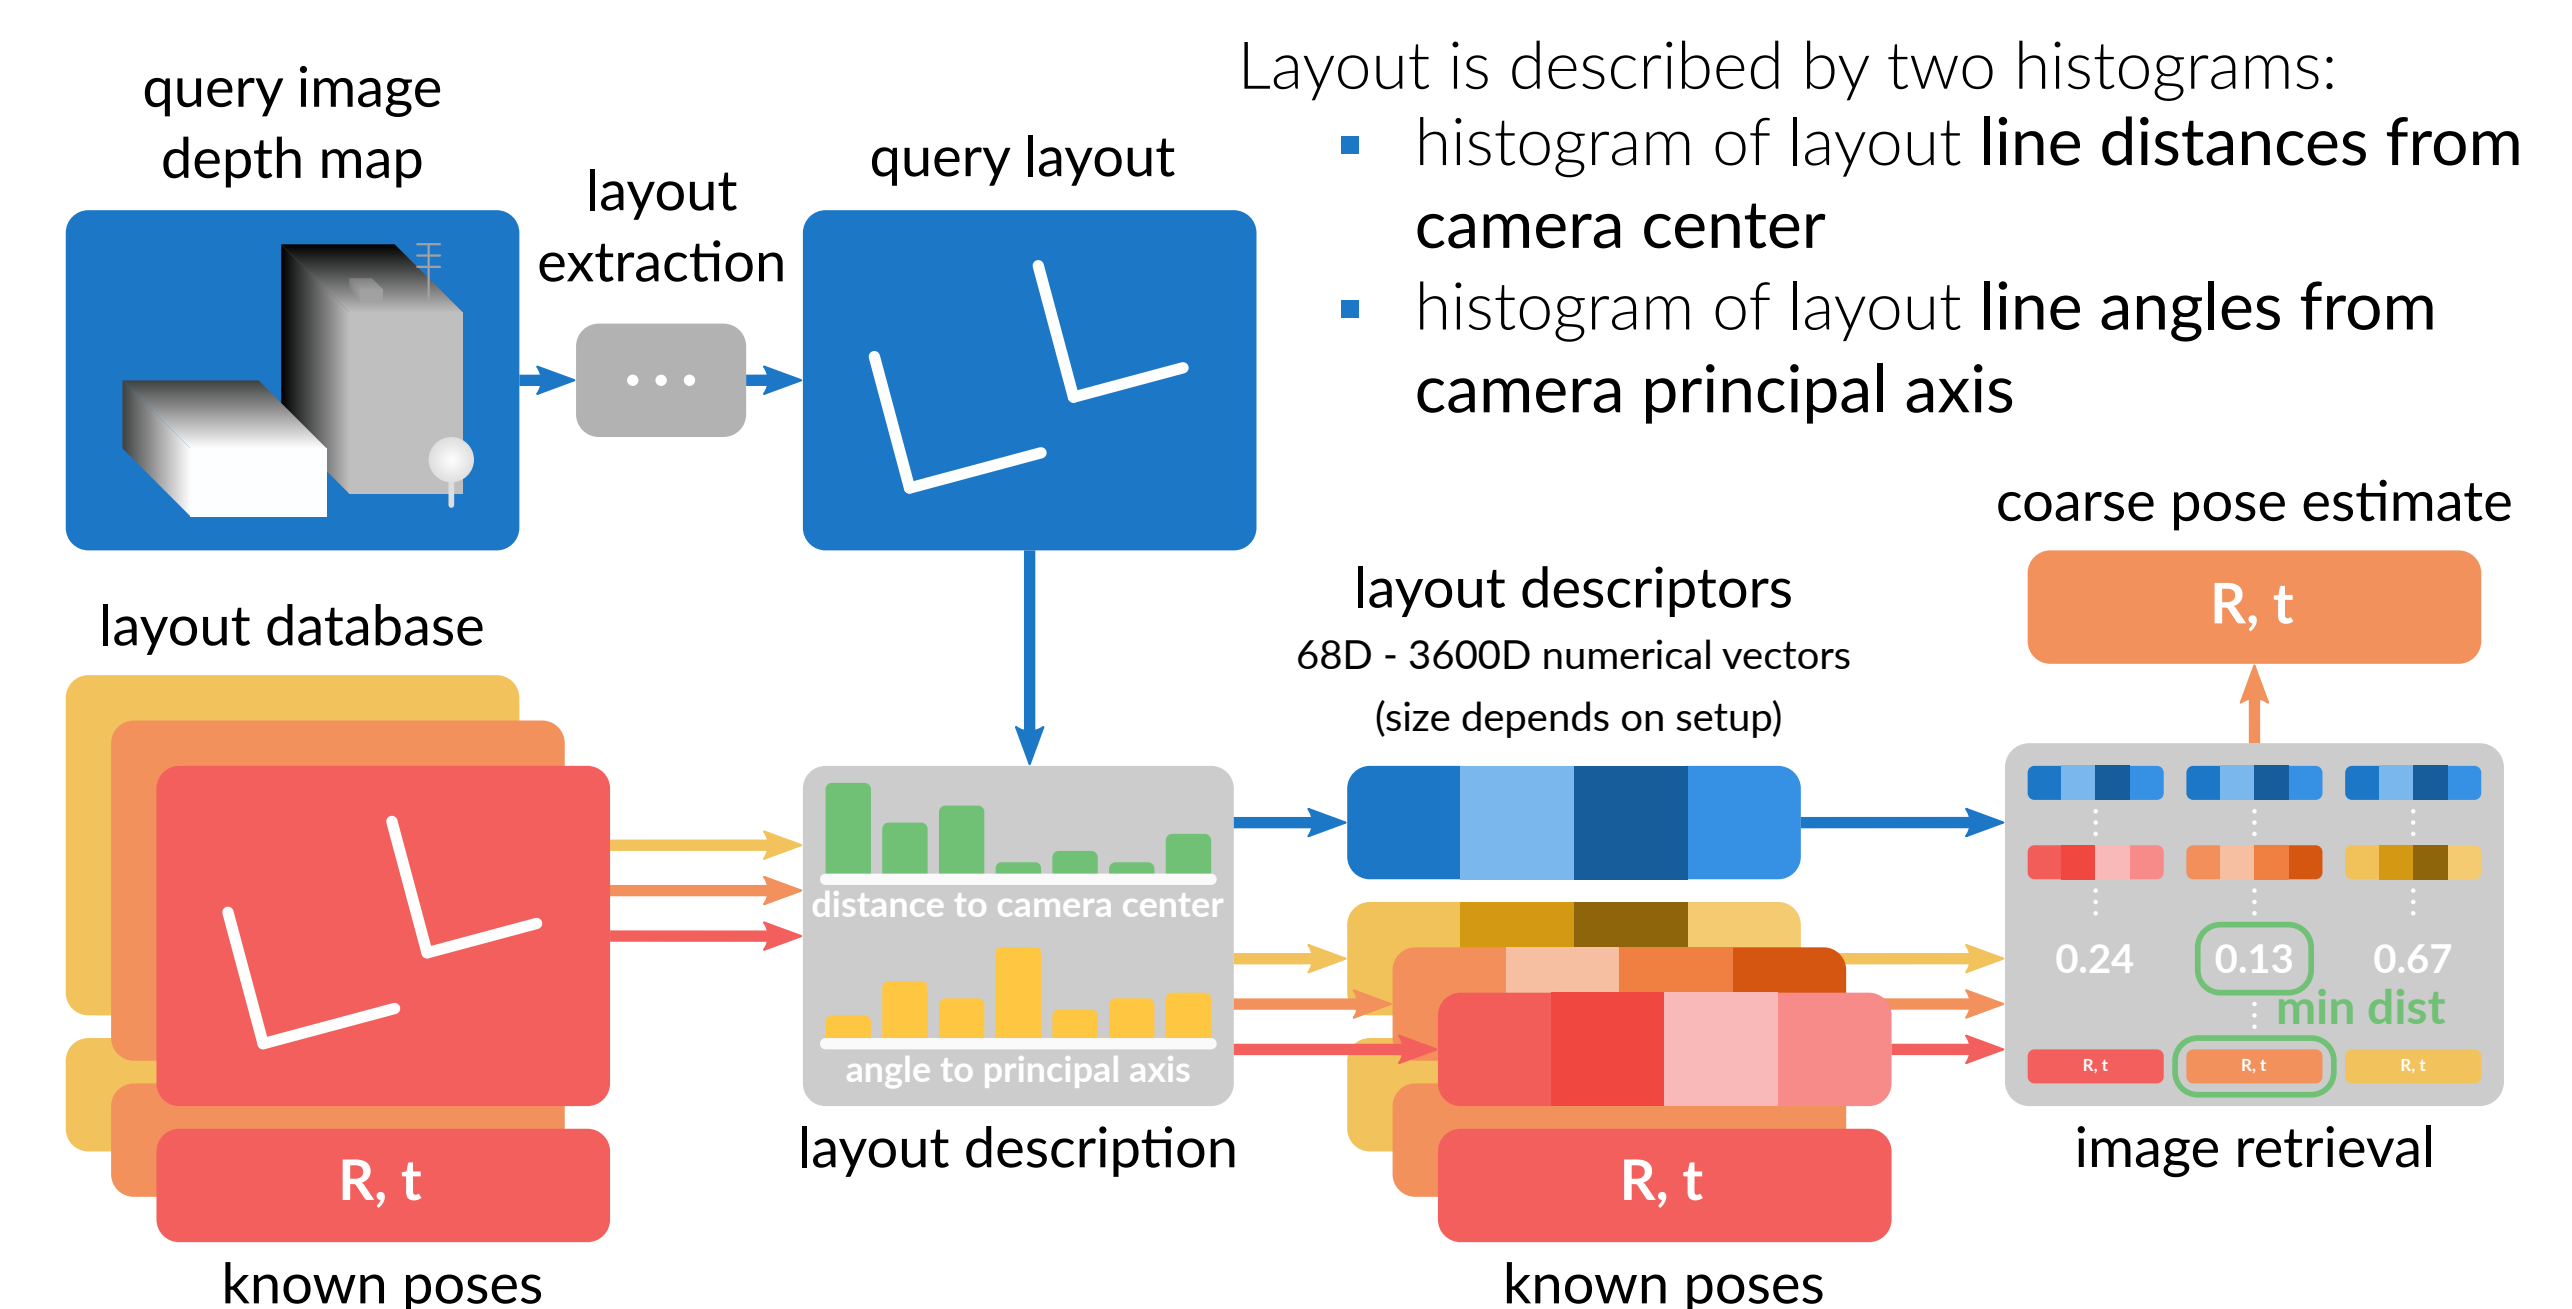 query image
depth map
layout
extraction
query layout
Layout is described by two histograms:
▪ histogram of layout line distances from
camera center
▪ histogram of layout line angles from
camera principal axis
layout database
R, t
known poses
distance to camera center
angle to principal axis
layout description
layout descriptors
68D - 3600D numerical vectors
(size depends on setup)
R, t
known poses
coarse pose estimate
R, t
0.24 0.13 0.67
min dist
R, t R, t R, t
image retrieval